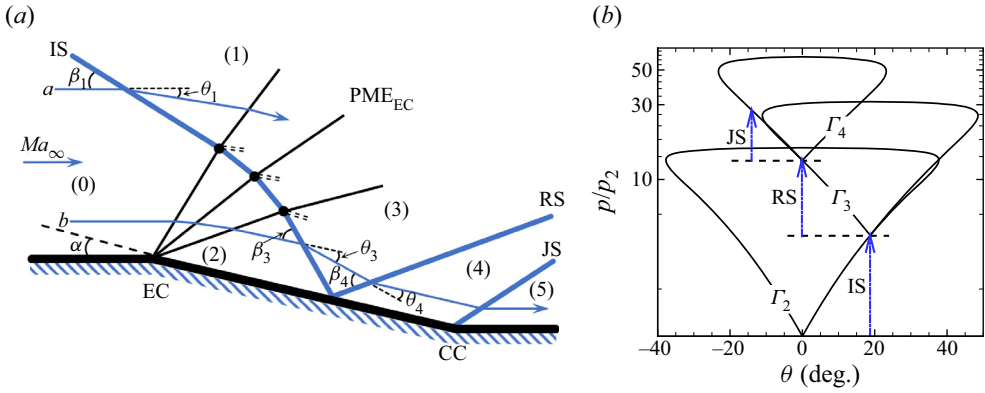 (a)
IS
(1)
β1
a
θ1
PMEEC
Ma∞
(0)
(3)
b
RS
α
β3
θ3
JS
(2)
β4
(4)
EC
θ4
(5)
CC
(b)
50
30
JS
Γ4
p/p2
10
RS
Γ3
Γ2
IS
–40
–20
0
20
40
θ (deg.)